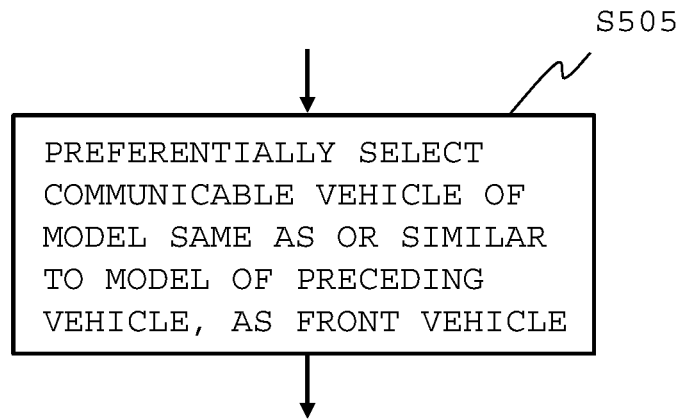 S505
PREFERENTIALLY SELECT
COMMUNICABLE VEHICLE OF
MODEL SAME AS OR SIMILAR
TO MODEL OF PRECEDING
VEHICLE, AS FRONT VEHICLE